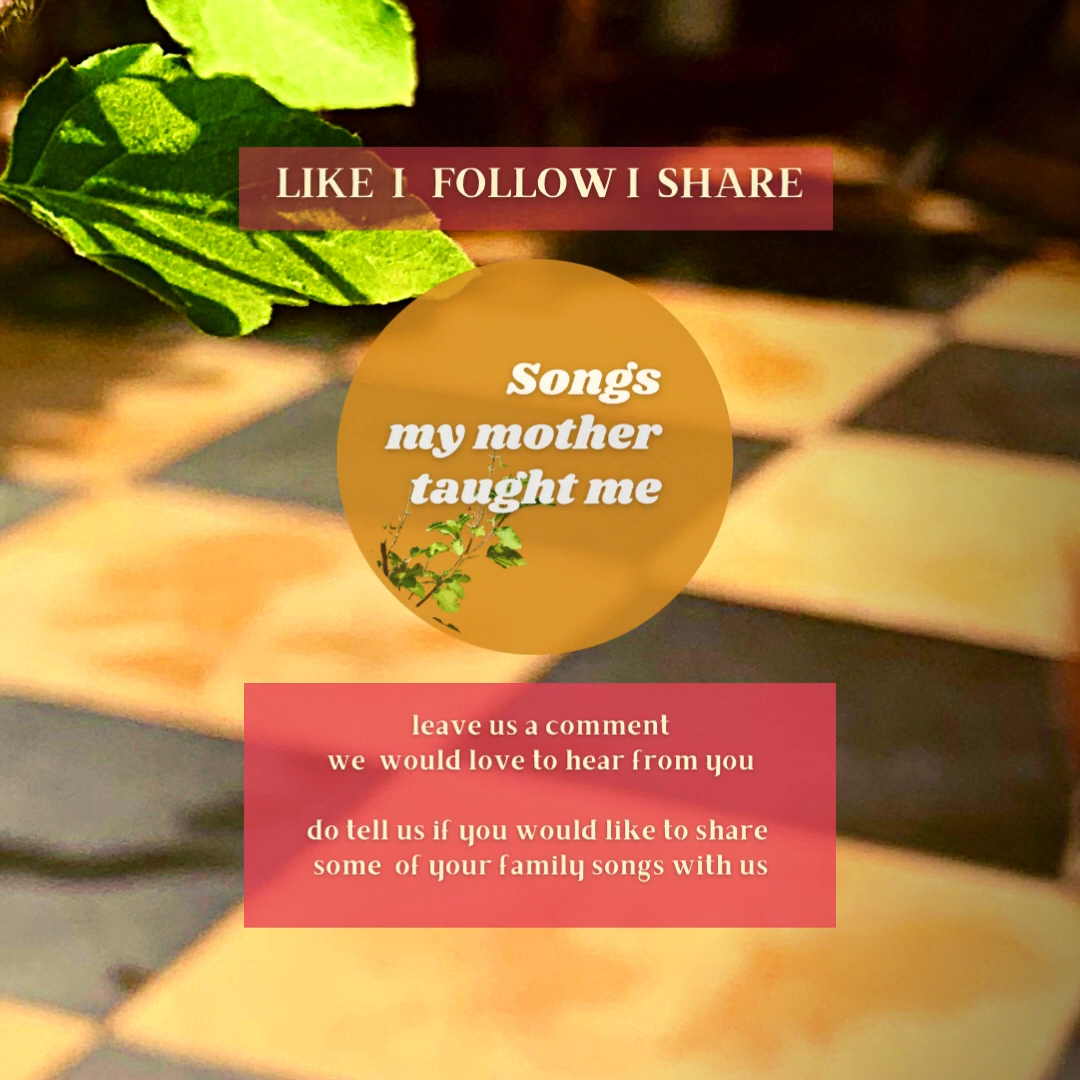 LIKE I FOLLOW I SHARE
Songs
my mother
taught me
leave us a comment
we would love to hear from you
do tell us if you would like to share
some of your family songs with us